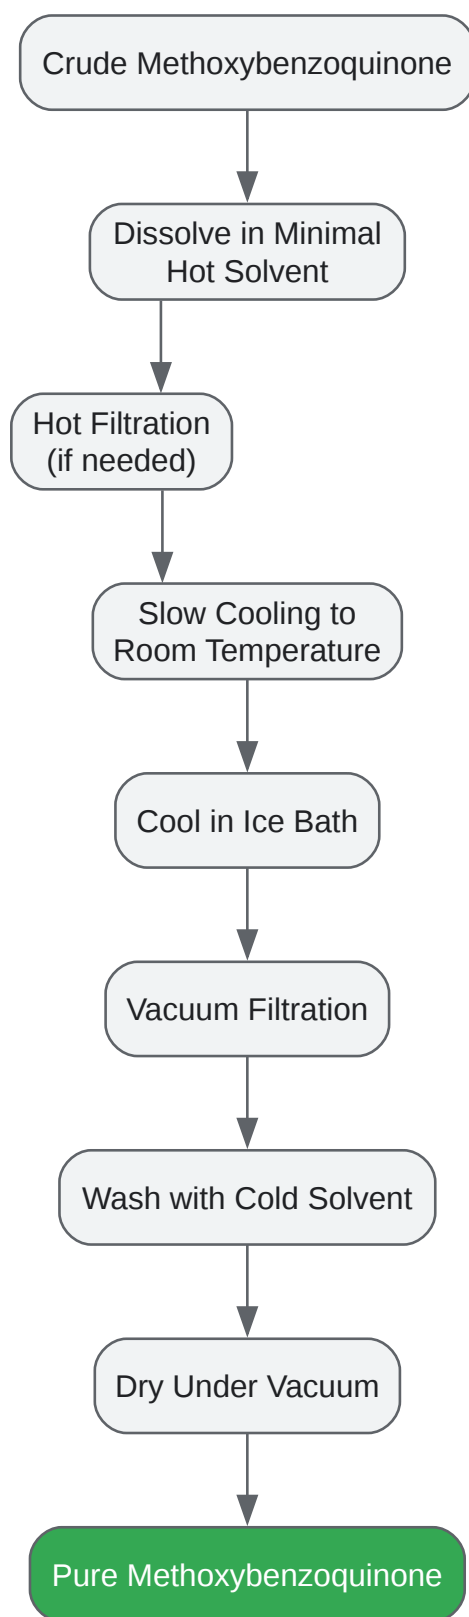 Crude Methoxybenzoquinone
Dissolve in Minimal
Hot Solvent
Hot Filtration
(if needed)
Slow Cooling to
Room Temperature
Cool in Ice Bath
Vacuum Filtration
Wash with Cold Solvent
Dry Under Vacuum
Pure Methoxybenzoquinone